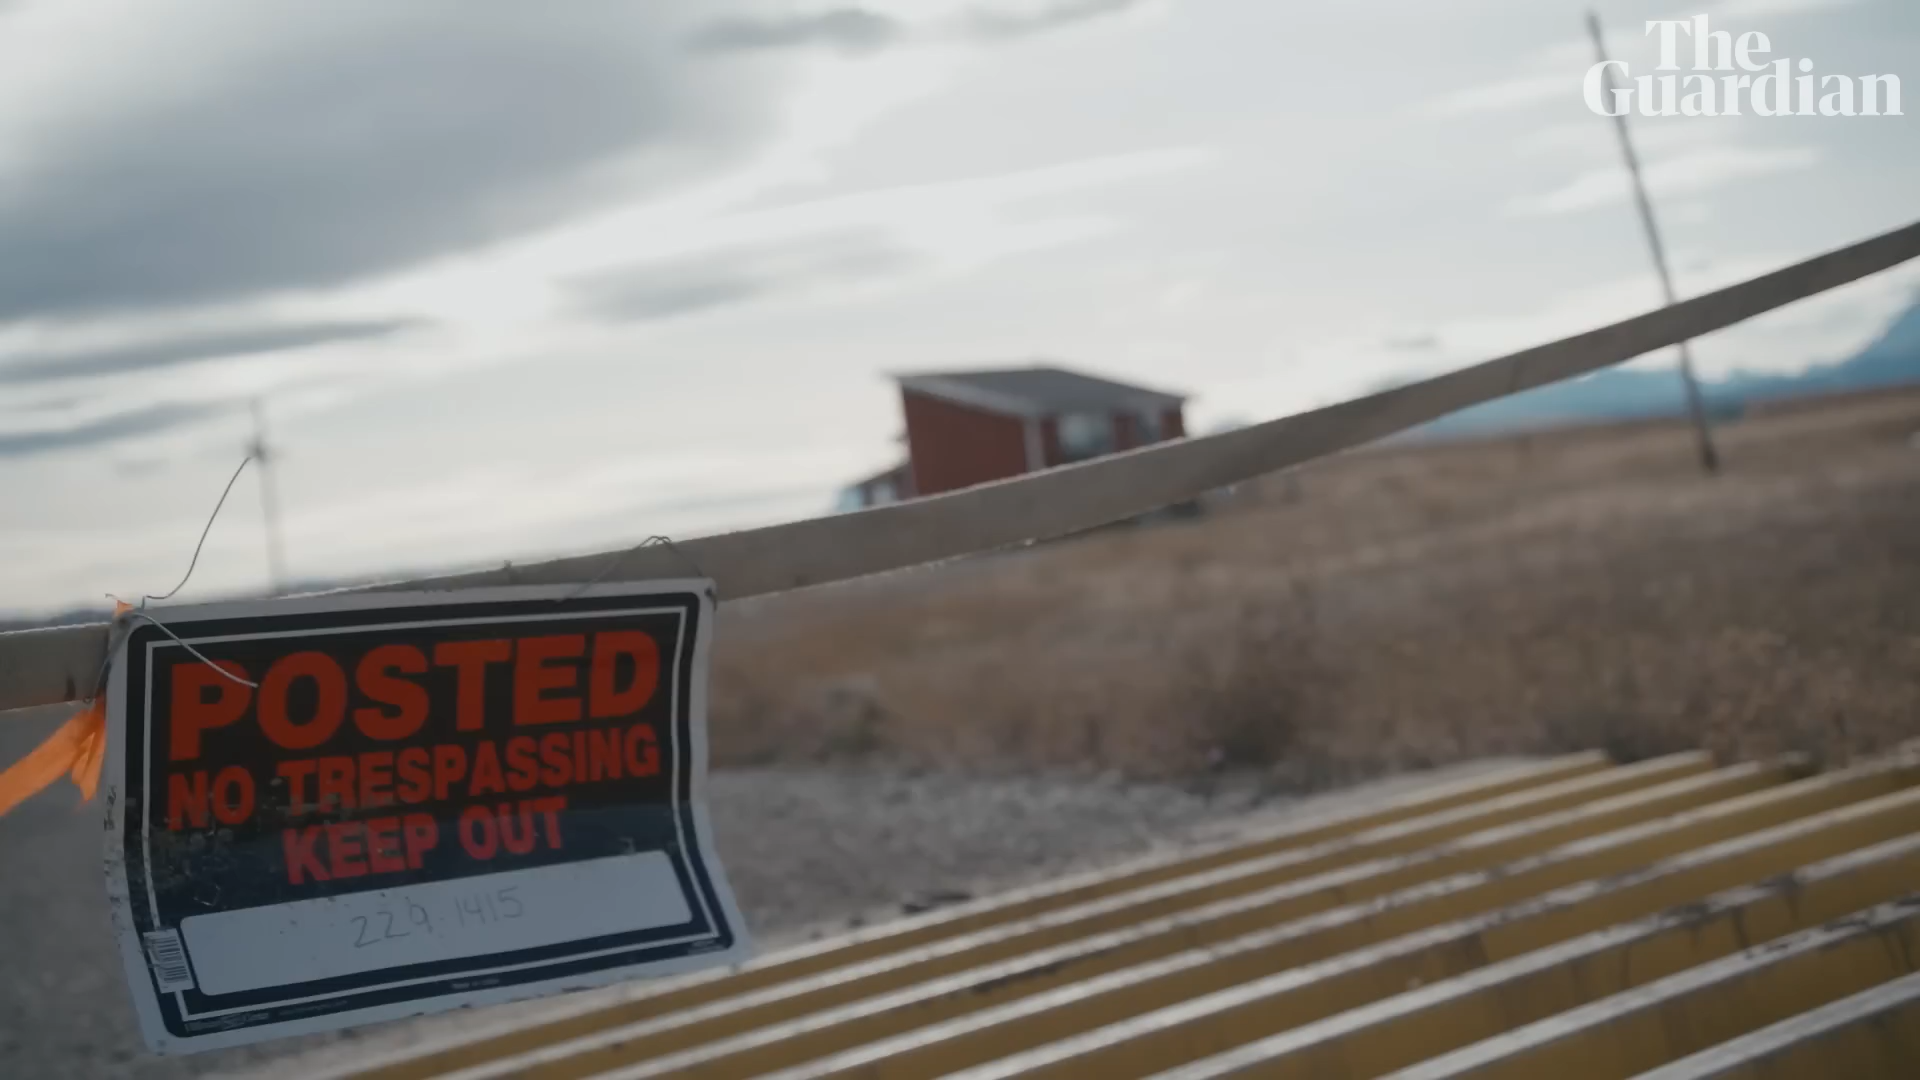 The
Guardian
POSTED
NO TRESPASSING
KEEP OUT
229 1415